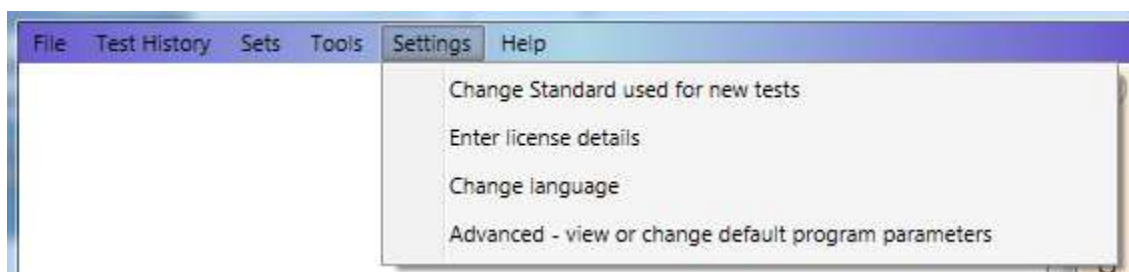 File Test History Sets Tools Settings Help
Change Standard used for new tests
Enter license details
Change language
Advanced - view or change default program parameters